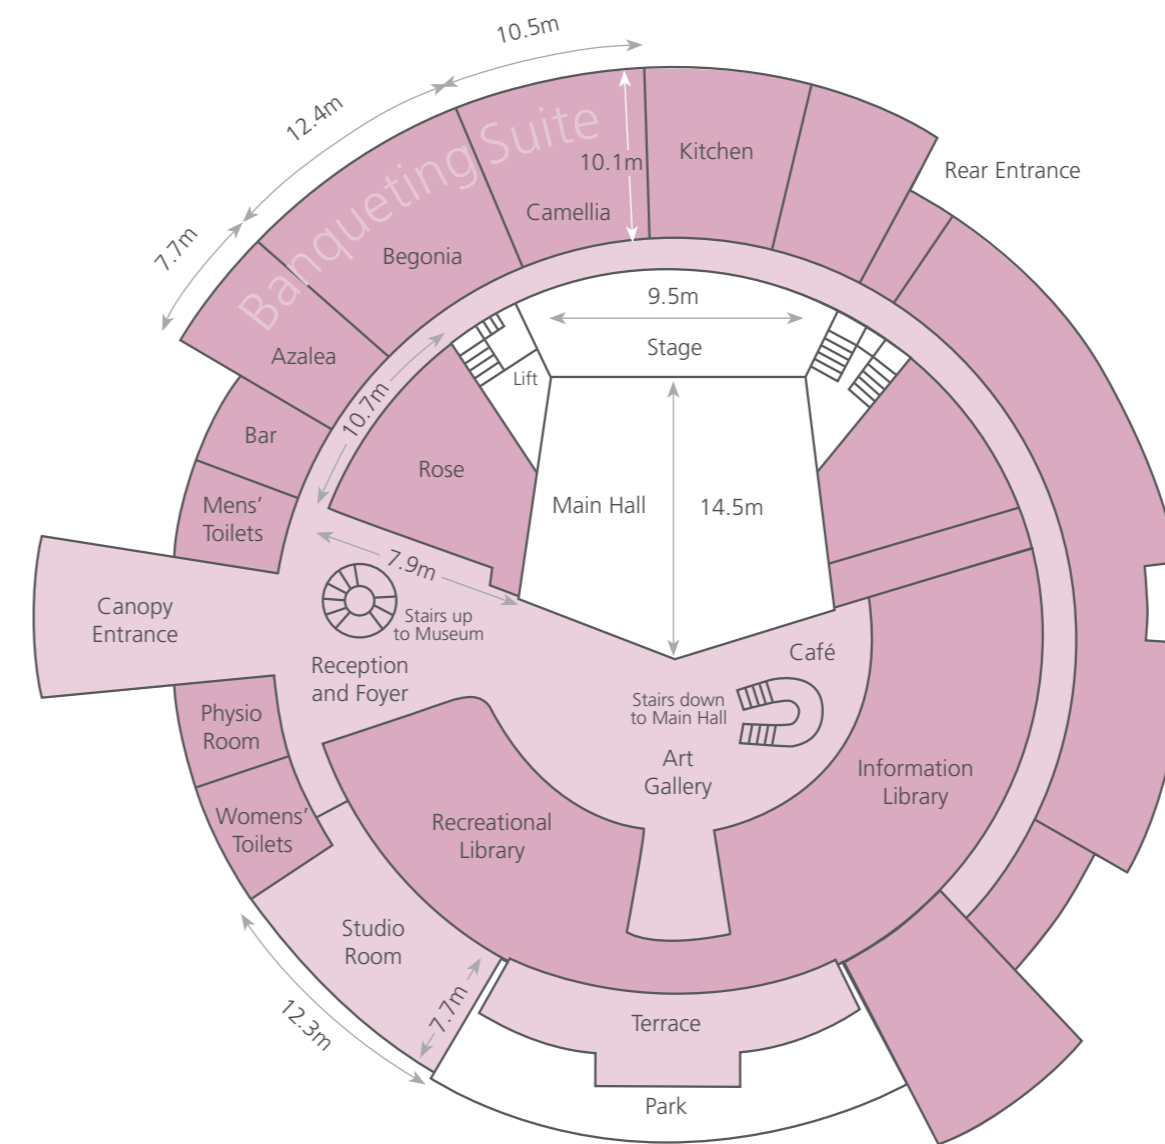 10.5m
12.4m
7.7m
Banqueting Suite
10.1m
Kitchen
Rear Entrance
Camellia
Begonia
Azalea
9.5m
Stage
Lift
10.7m
Bar
Rose
Mens'
Toilets
Main Hall
14.5m
7.9m
Canopy
Entrance
Stairs up
to Museum
Reception
and Foyer
Café
Stairs down
to Main Hall
Art
Gallery
Physio
Room
Information
Library
Womens'
Toilets
Recreational
Library
Studio
Room
12.3m
7.7m
Terrace
Park